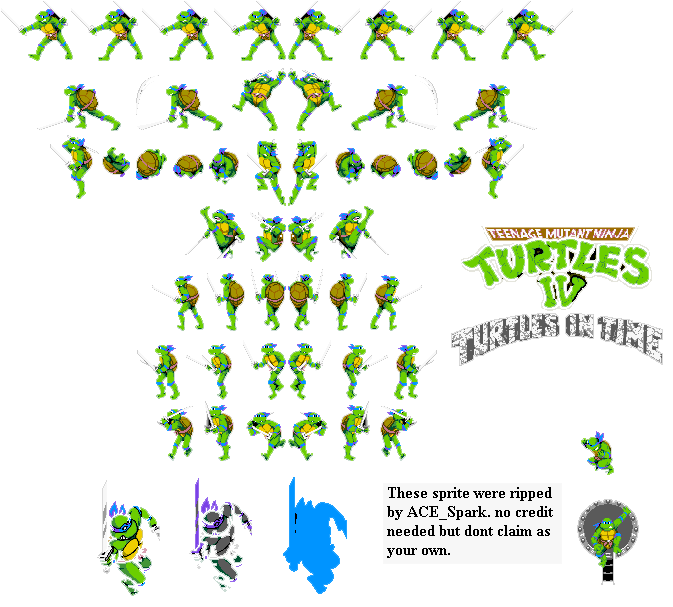 TEENAGE MUTANT NINJA
TURTLES
IV
TURTLES IN TIME
These sprite were ripped
by ACE_Spark. no credit
needed but dont claim as
your own.